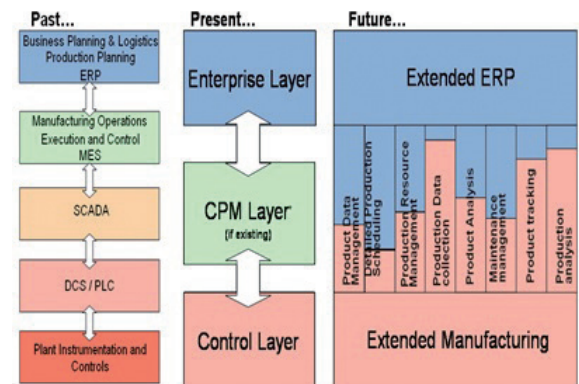 Past...
Business Planning & Logistics
Production Planning
ERP
Manufacturing Operations
Execution and Control
MES
SCADA
DCS / PLC
Plant Instrumentation and
Controls
Present...
Enterprise Layer
CPM Layer
(if existing)
Control Layer
Future...
Extended ERP
Product Data
Management
Detailed Production
Scheduling
Production Resource
Management
Production Data
collection
Product Analysis
Maintenance
management
Product tracking
Production
analysis
Extended Manufacturing